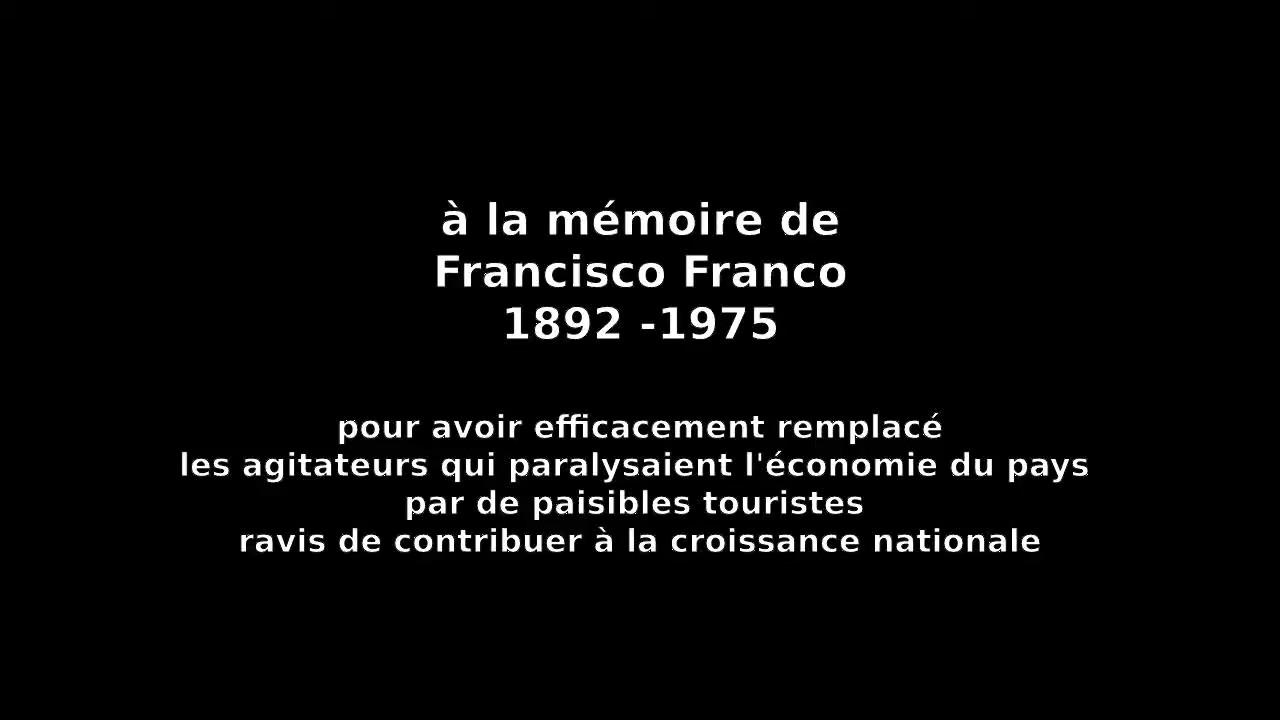 à la mémoire de
Francisco Franco
1892 -1975
pour avoir efficacement remplacé
les agitateurs qui paralysaient l'économie du pays
par de paisibles touristes
ravis de contribuer à la croissance nationale